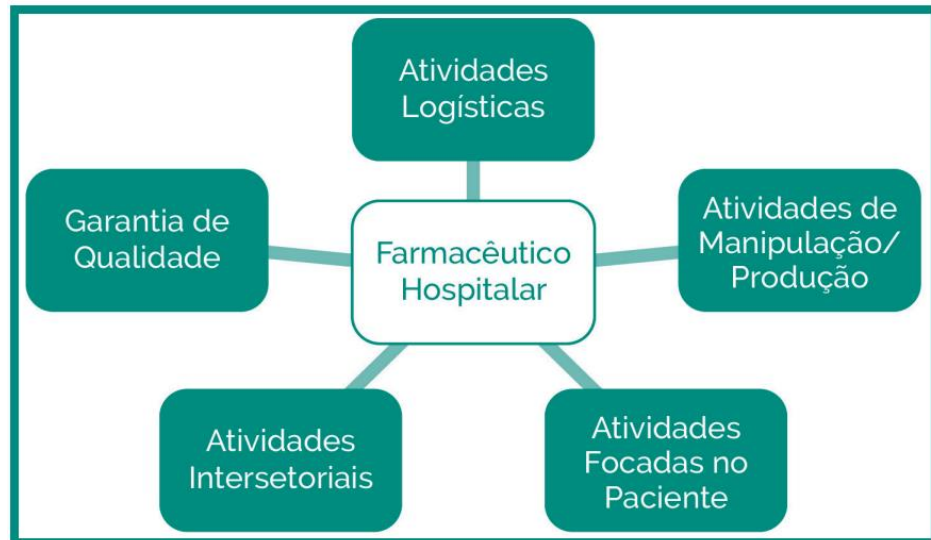 Atividades
Logísticas
Garantia de
Qualidade
Farmacêutico
Hospitalar
Atividades de
Manipulação/
Produção
Atividades
Intersetoriais
Atividades
Focadas no
Paciente